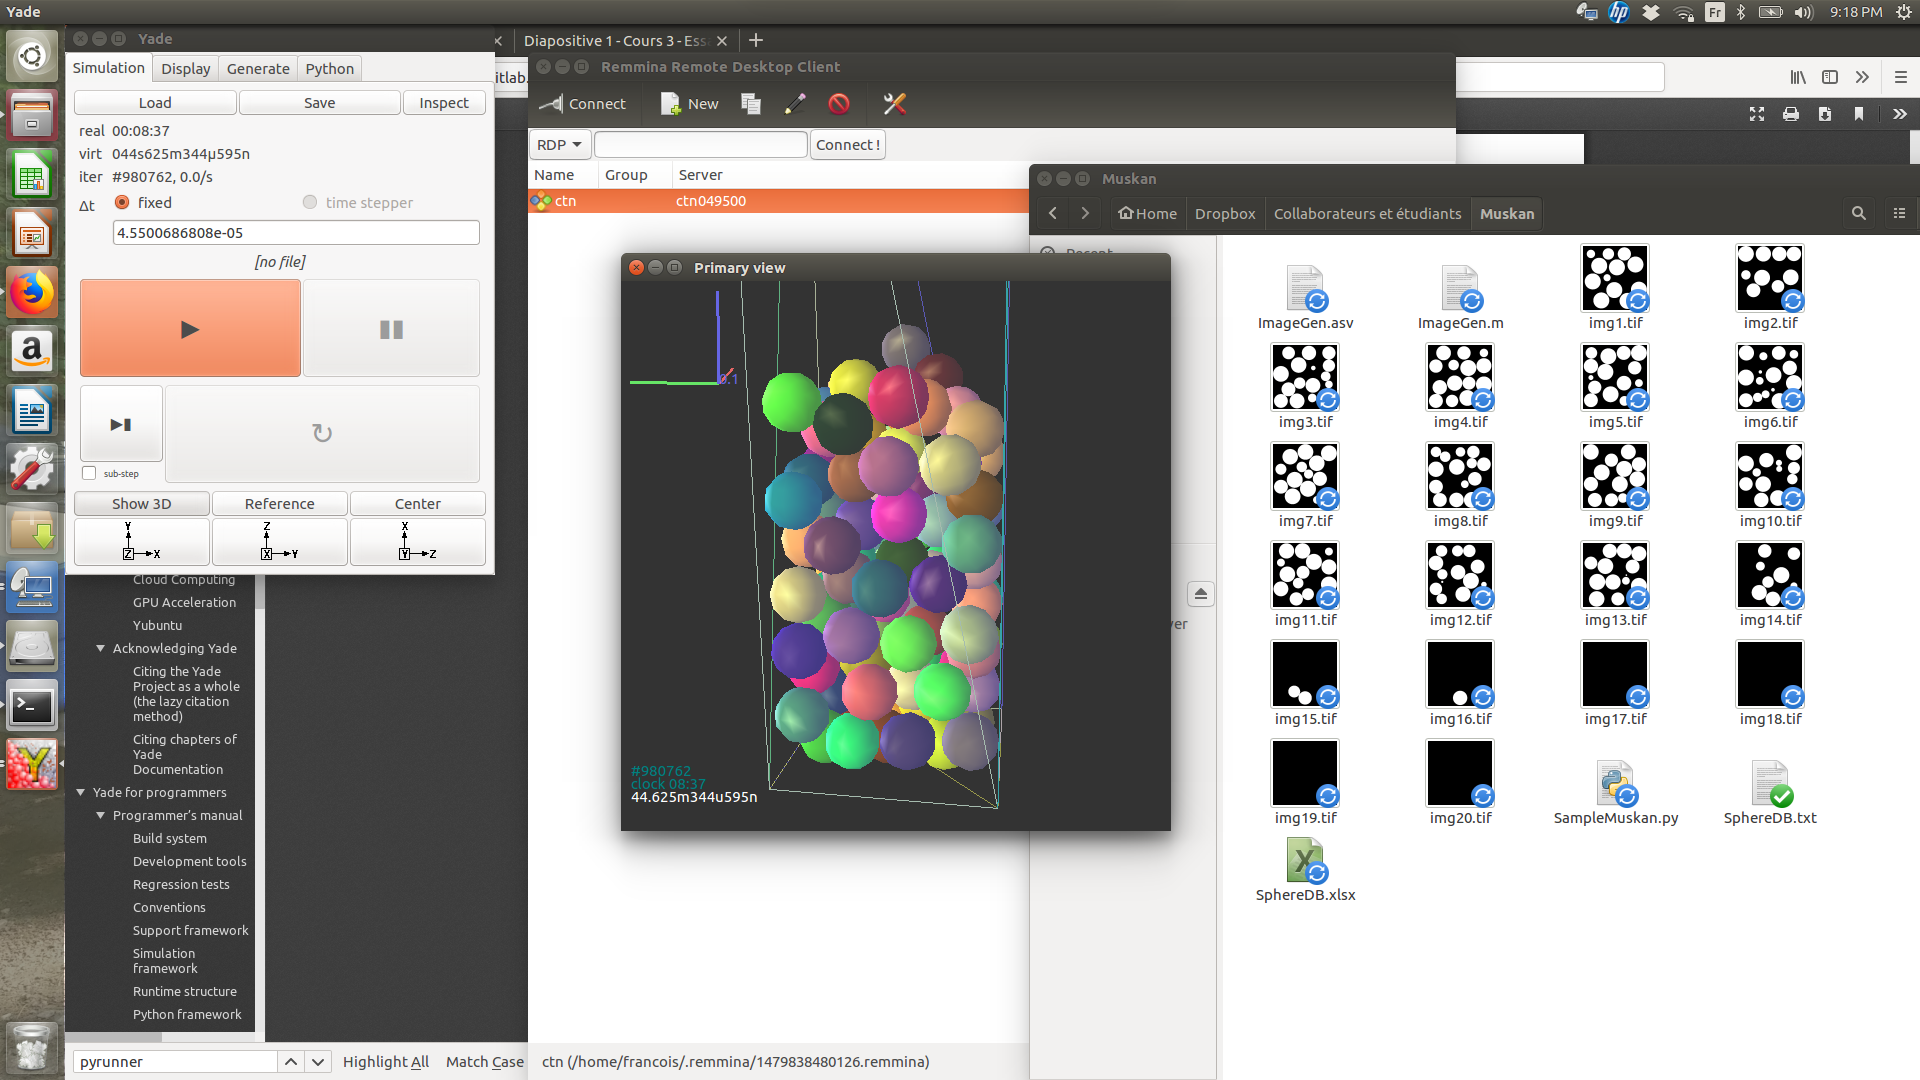 Yade
Fr
9:18 PM
Yade
Simulation
Display
Generate
Python
Load
Save
Inspect
real 00:08:37
virt 044s625m344µ595n
iter #980762, 0.0/s
Δt
fixed
time stepper
4.5500686808e-05
[no file]
sub-step
Show 3D
Reference
Center
Y
Z
X
Z
X
Y
X
Y
Z
Cloud Computing
GPU Acceleration
Yubuntu
Acknowledging Yade
Citing the Yade
Project as a whole
(the lazy citation
method)
Citing chapters of
Yade
Documentation
Yade for programmers
Programmer's manual
Build system
Development tools
Regression tests
Conventions
Support framework
Simulation
framework
Runtime structure
Python framework
pyrunner
Highlight All
Match Case
Diapositive 1 - Cours 3 - Ess
itlab.
Remmina Remote Desktop Client
Connect
New
RDP
Connect !
Name
Group
Server
ctn
ctn049500
ctn (/home/francois/.remmina/1479838480126.remmina)
Primary view
0.1
#980762
clock 08:37
44.625m344u595n
Muskan
Home
Dropbox
Collaborateurs et étudiants
Muskan
Recent
ver
ImageGen.asv
ImageGen.m
img1.tif
img2.tif
img3.tif
img4.tif
img5.tif
img6.tif
img7.tif
img8.tif
img9.tif
img10.tif
img11.tif
img12.tif
img13.tif
img14.tif
img15.tif
img16.tif
img17.tif
img18.tif
img19.tif
img20.tif
SampleMuskan.py
SphereDB.txt
SphereDB.xlsx